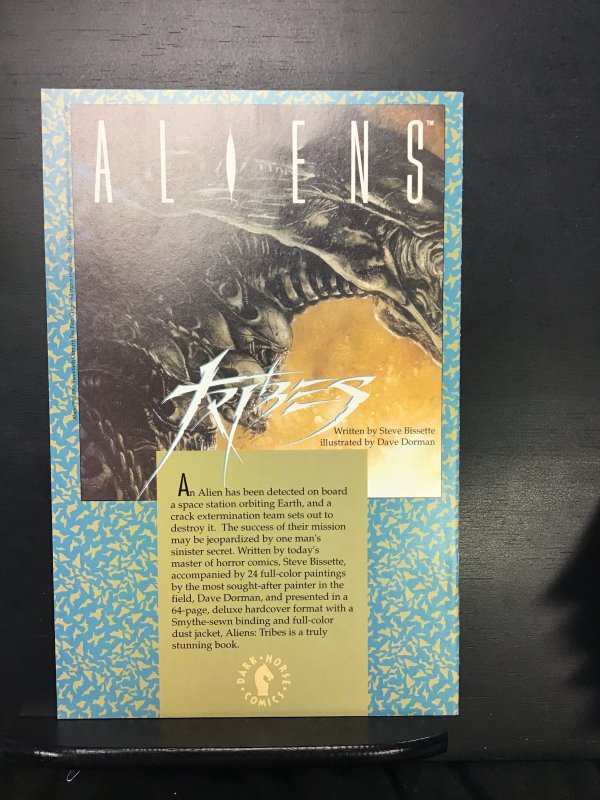 ALIENS™
TRIBES
Written by Steve Bissette
illustrated by Dave Dorman
An Alien has been detected on board
a space station orbiting Earth, and a
crack extermination team sets out to
destroy it. The success of their mission
may be jeopardized by one man's
sinister secret. Written by today's
master of horror comics, Steve Bissette,
accompanied by 24 full-color paintings
by the most sought-after painter in the
field, Dave Dorman, and presented in a
64-page, deluxe hardcover format with a
Smythe-sewn binding and full-color
dust jacket, Aliens: Tribes is a truly
stunning book.
DARK • HORSE
• COMICS •